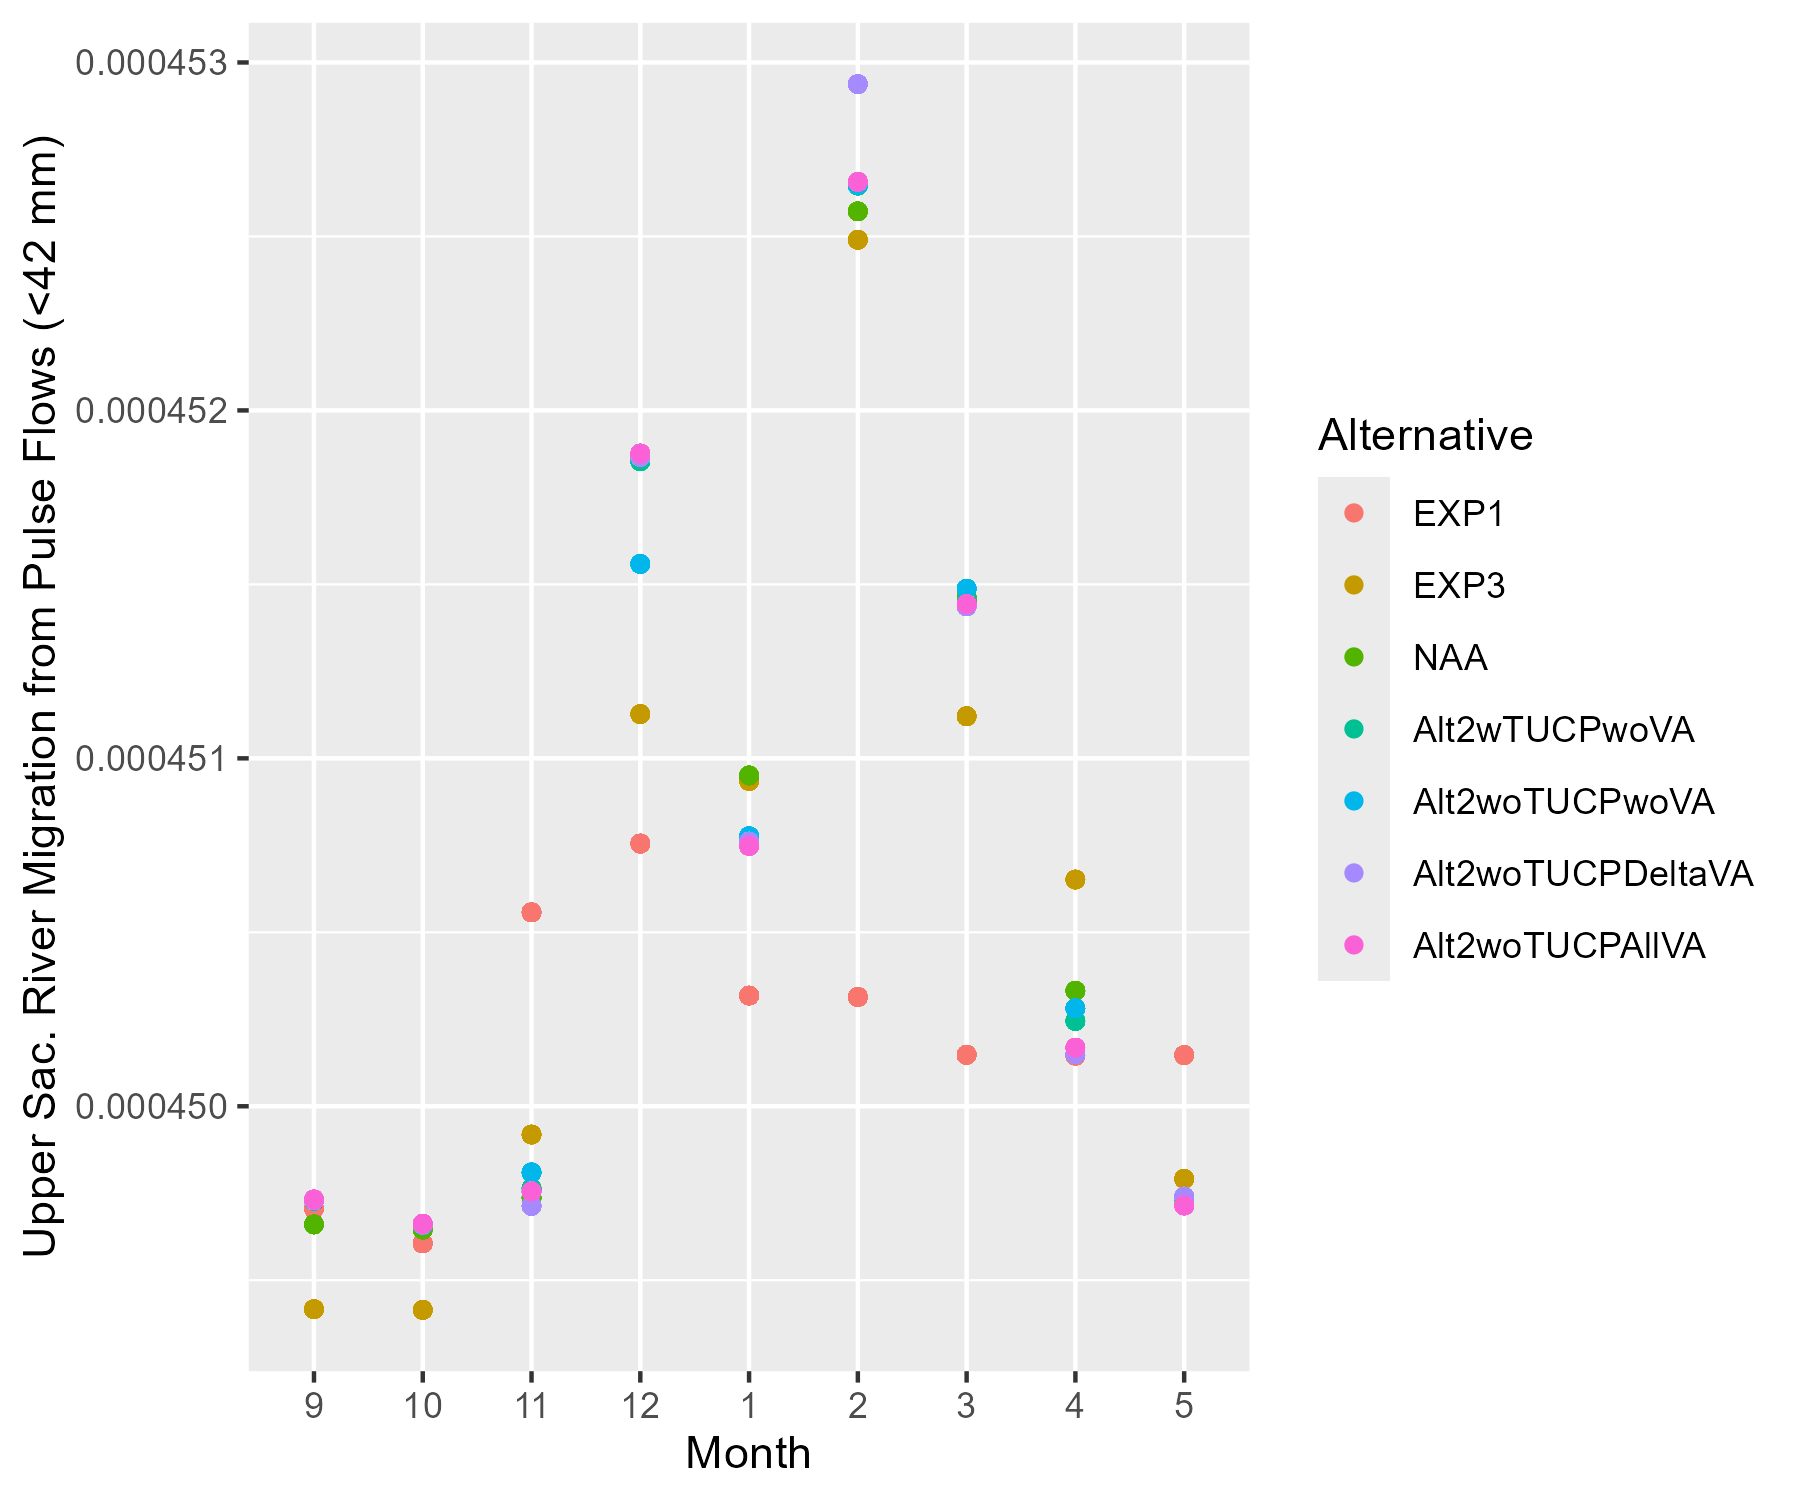 Upper Sac. River Migration from Pulse Flows (<42 mm)
0.000453
0.000452
0.000451
0.000450
9 10 11 12 1 2 3 4 5
Month
Alternative
EXP1
EXP3
NAA
Alt2wTUCPwoVA
Alt2woTUCPwoVA
Alt2woTUCPDeltaVA
Alt2woTUCPAllVA